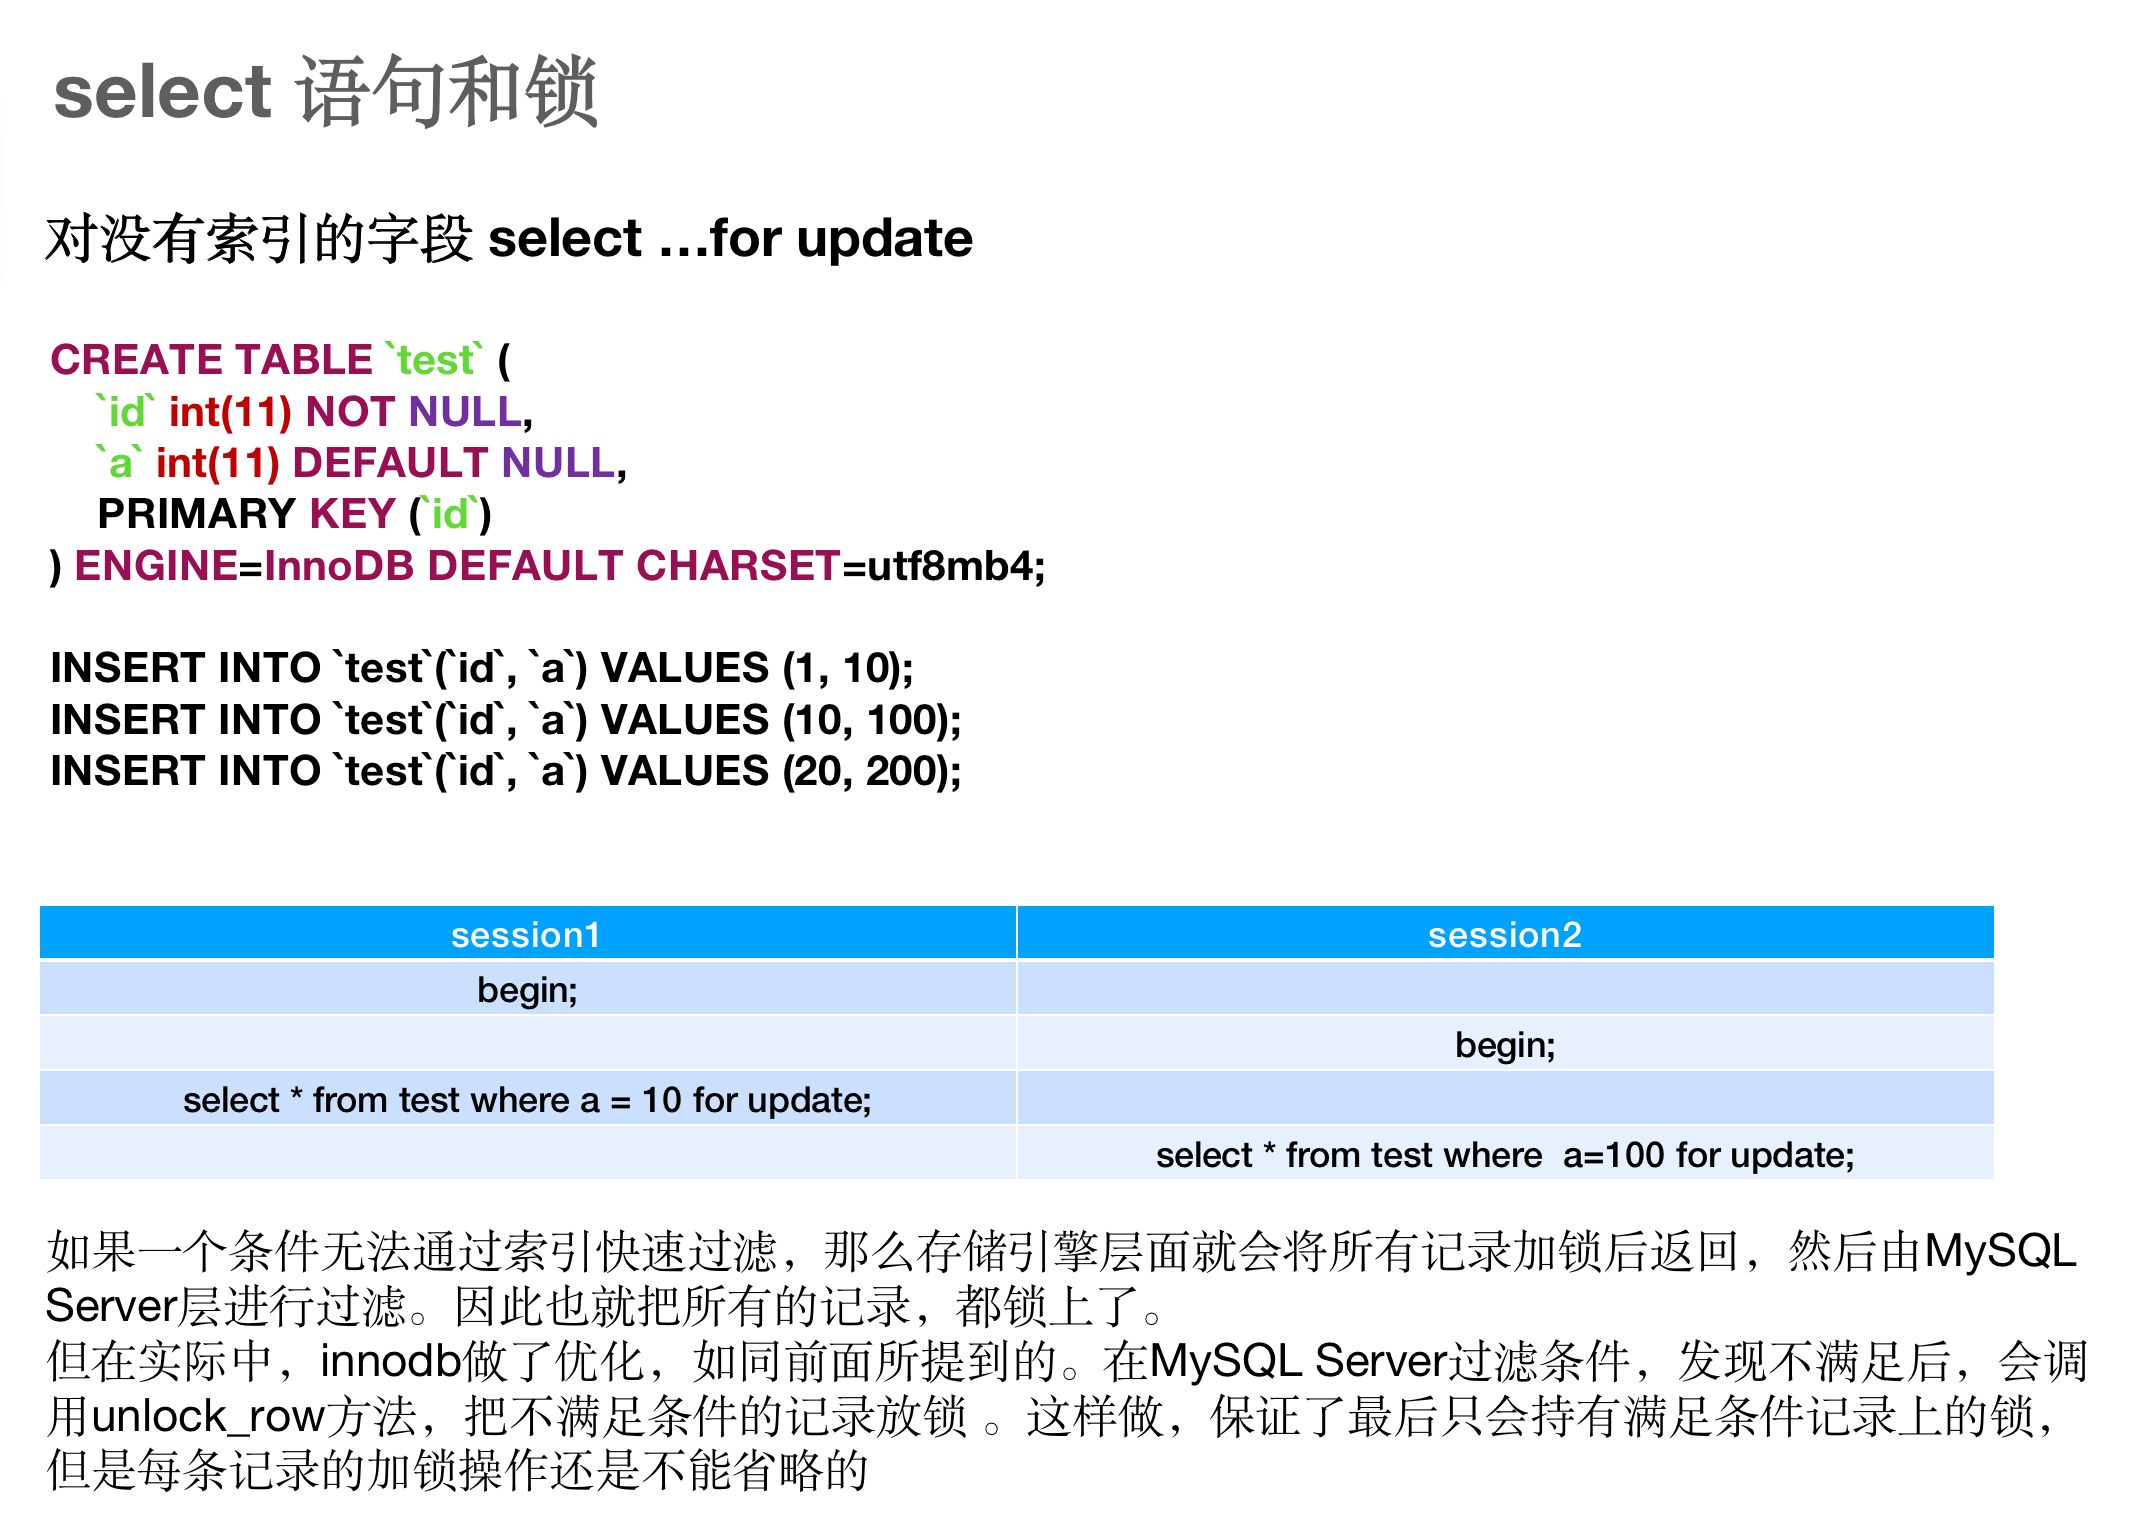 select 语句和锁
对没有索引的字段 select ...for update
CREATE TABLE `test` (
`id` int(11) NOT NULL,
`a` int(11) DEFAULT NULL,
PRIMARY KEY (`id`)
) ENGINE=InnoDB DEFAULT CHARSET=utf8mb4;
INSERT INTO `test`(`id`, `a`) VALUES (1, 10);
INSERT INTO `test`(`id`, `a`) VALUES (10, 100);
INSERT INTO `test`(`id`, `a`) VALUES (20, 200);
session1 session2
begin;
begin;
select * from test where a = 10 for update;
select * from test where  a=100 for update;
如果一个条件无法通过索引快速过滤，那么存储引擎层面就会将所有记录加锁后返回，然后由MySQL
Server层进行过滤。因此也就把所有的记录，都锁上了。
但在实际中，innodb做了优化，如同前面所提到的。在MySQL Server过滤条件，发现不满足后，会调
用unlock_row方法，把不满足条件的记录放锁 。这样做，保证了最后只会持有满足条件记录上的锁，
但是每条记录的加锁操作还是不能省略的